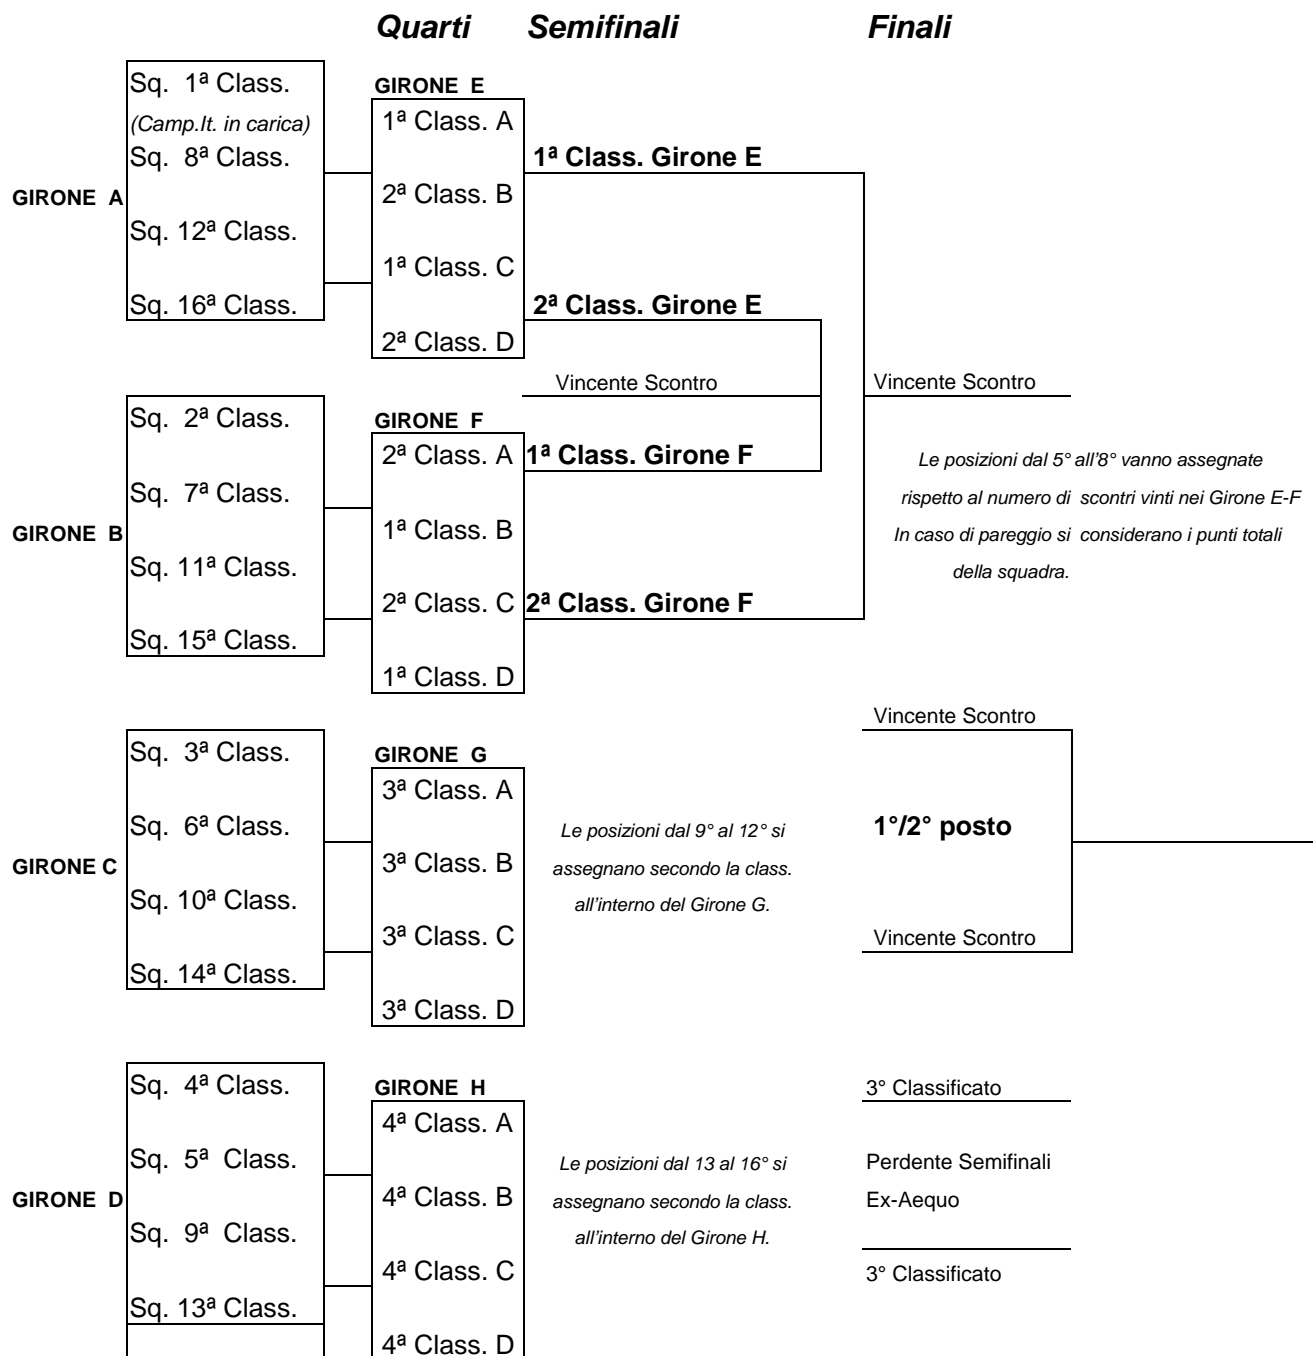 Quarti Semifinali Finali
GIRONE A
Sq. 1ª Class.
(Camp.It. in carica)
Sq. 8ª Class.
Sq. 12ª Class.
Sq. 16ª Class.
GIRONE E
1ª Class. A
2ª Class. B
1ª Class. C
2ª Class. D
1ª Class. Girone E
2ª Class. Girone E
Vincente Scontro
Vincente Scontro
GIRONE B
Sq. 2ª Class.
Sq. 7ª Class.
Sq. 11ª Class.
Sq. 15ª Class.
GIRONE F
2ª Class. A
1ª Class. B
2ª Class. C
1ª Class. D
1ª Class. Girone F
2ª Class. Girone F
Le posizioni dal 5° all'8° vanno assegnate
rispetto al numero di scontri vinti nei Girone E-F
In caso di pareggio si considerano i punti totali
della squadra.
GIRONE C
Sq. 3ª Class.
Sq. 6ª Class.
Sq. 10ª Class.
Sq. 14ª Class.
GIRONE G
3ª Class. A
3ª Class. B
3ª Class. C
3ª Class. D
Le posizioni dal 9° al 12° si
assegnano secondo la class.
all'interno del Girone G.
Vincente Scontro
1°/2° posto
Vincente Scontro
GIRONE D
Sq. 4ª Class.
Sq. 5ª Class.
Sq. 9ª Class.
Sq. 13ª Class.
GIRONE H
4ª Class. A
4ª Class. B
4ª Class. C
4ª Class. D
Le posizioni dal 13 al 16° si
assegnano secondo la class.
all'interno del Girone H.
3° Classificato
Perdente Semifinali
Ex-Aequo
3° Classificato